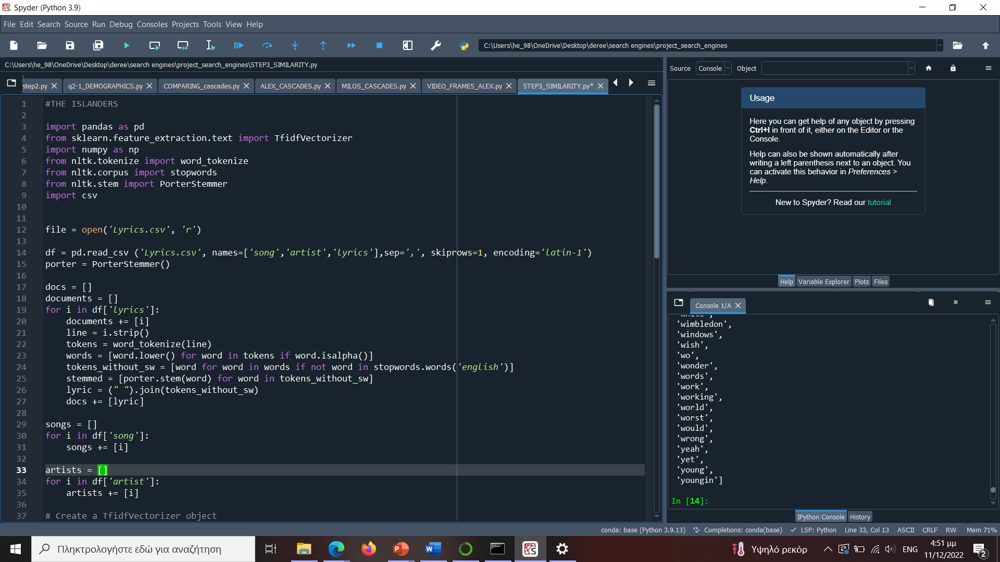 Spyder (Python 3.9)
File Edit Search Source Run Debug Consoles Projects Tools View Help
C:\Users\he_98\OneDrive\Desktop\deree\search engines\project_search_engines
C:\Users\he_98\OneDrive\Desktop\deree\search engines\project_search_engines\STEP3_SIMILARITY.py
step2.py q2-1_DEMOGRAPHICS.py COMPARING_cascades.py ALEX_CASCADES.py MILOS_CASCADES.py VIDEO_FRAMES_ALEX.py STEP3_SIMILARITY.py*
1 #THE ISLANDERS
2
3 import pandas as pd
4 from sklearn.feature_extraction.text import TfidfVectorizer
5 import numpy as np
6 from nltk.tokenize import word_tokenize
7 from nltk.corpus import stopwords
8 from nltk.stem import PorterStemmer
9 import csv
10
11
12 file = open('Lyrics.csv', 'r')
13
14 df = pd.read_csv ('Lyrics.csv', names=['song','artist','lyrics'],sep=',', skiprows=1, encoding='latin-1')
15 porter = PorterStemmer()
16
17 docs = []
18 documents = []
19 for i in df['lyrics']:
20 documents += [i]
21 line = i.strip()
22 tokens = word_tokenize(line)
23 words = [word.lower() for word in tokens if word.isalpha()]
24 tokens_without_sw = [word for word in words if not word in stopwords.words('english')]
25 stemmed = [porter.stem(word) for word in tokens_without_sw]
26 lyric = (" ").join(tokens_without_sw)
27 docs += [lyric]
28
29 songs = []
30 for i in df['song']:
31 songs += [i]
32
33 artists = []
34 for i in df['artist']:
35 artists += [i]
36
37 # Create a TfidfVectorizer object
Source Console Object
Usage
Here you can get help of any object by pressing
Ctrl+I in front of it, either on the Editor or the
Console.
Help can also be shown automatically after
writing a left parenthesis next to an object. You
can activate this behavior in Preferences >
Help.
New to Spyder? Read our tutorial
Help Variable Explorer Plots Files
Console 1/A
'white',
'wimbledon',
'windows',
'wish',
'wo',
'wonder',
'words',
'work',
'working',
'world',
'worst',
'would',
'wrong',
'yeah',
'yet',
'young',
'youngin']
In [14]:
IPython Console History
conda: base (Python 3.9.13) Completions: conda(base) LSP: Python Line 33, Col 13 ASCII CRLF RW Mem 71%
Πληκτρολογήστε εδώ για αναζήτηση
Υψηλό ρεκόρ
ENG
4:51 μμ
11/12/2022
2